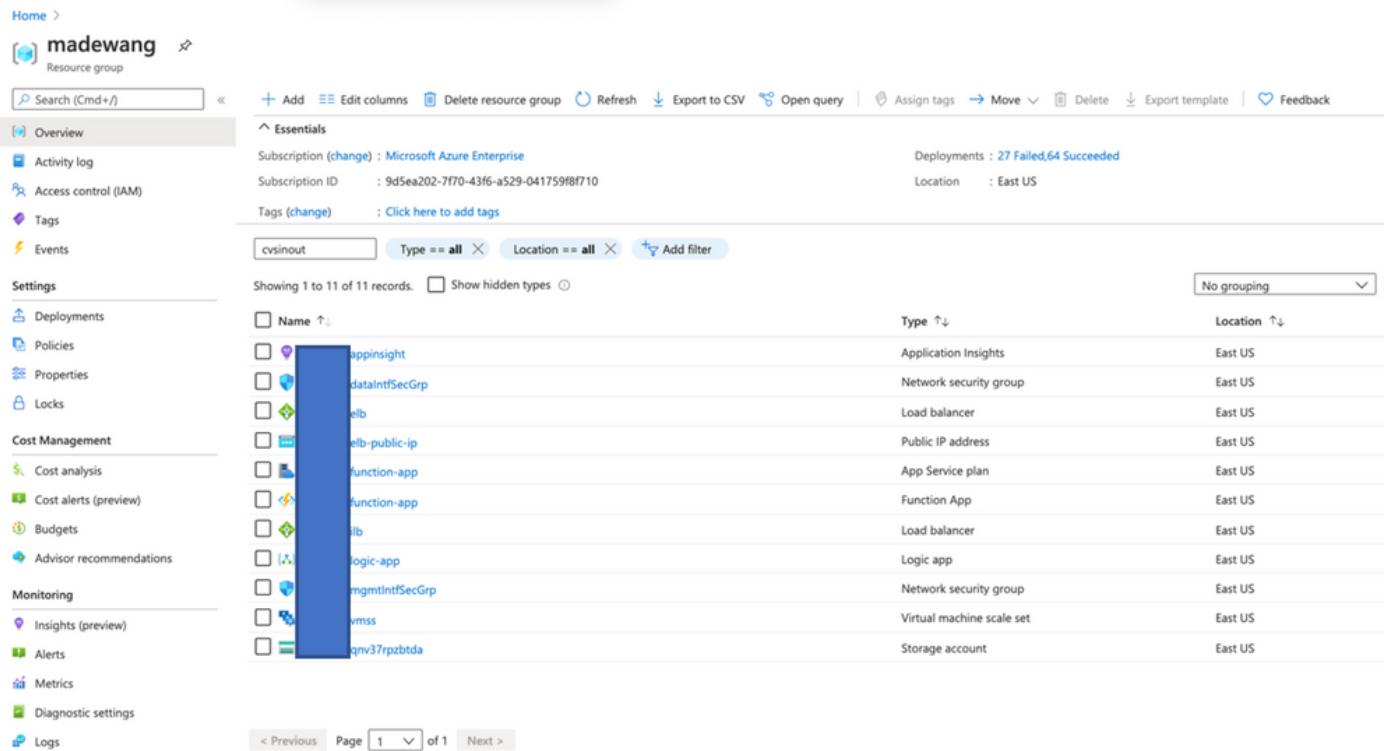 Home >
madewang
Resource group
Search (Cmd+/)
«
Overview
Activity log
Access control (IAM)
Tags
Events
Settings
Deployments
Policies
Properties
Locks
Cost Management
Cost analysis
Cost alerts (preview)
Budgets
Advisor recommendations
Monitoring
Insights (preview)
Alerts
Metrics
Diagnostic settings
Logs
Add Edit columns Delete resource group Refresh Export to CSV Open query Assign tags Move Delete Export template Feedback
Essentials
Subscription (change) : Microsoft Azure Enterprise Deployments : 27 Failed,64 Succeeded
Subscription ID : 9d5ea202-7f70-43f6-a529-041759f8f710 Location : East US
Tags (change) : Click here to add tags
cvsinout Type == all Location == all Add filter
Showing 1 to 11 of 11 records. Show hidden types No grouping
Name ↑↓ Type ↑↓ Location ↑↓
appinsight Application Insights East US
dataIntfSecGrp Network security group East US
elb Load balancer East US
elb-public-ip Public IP address East US
function-app App Service plan East US
function-app Function App East US
ilb Load balancer East US
logic-app Logic app East US
mgmtIntfSecGrp Network security group East US
vmss Virtual machine scale set East US
qnv37rpzbtda Storage account East US
< Previous Page 1 of 1 Next >